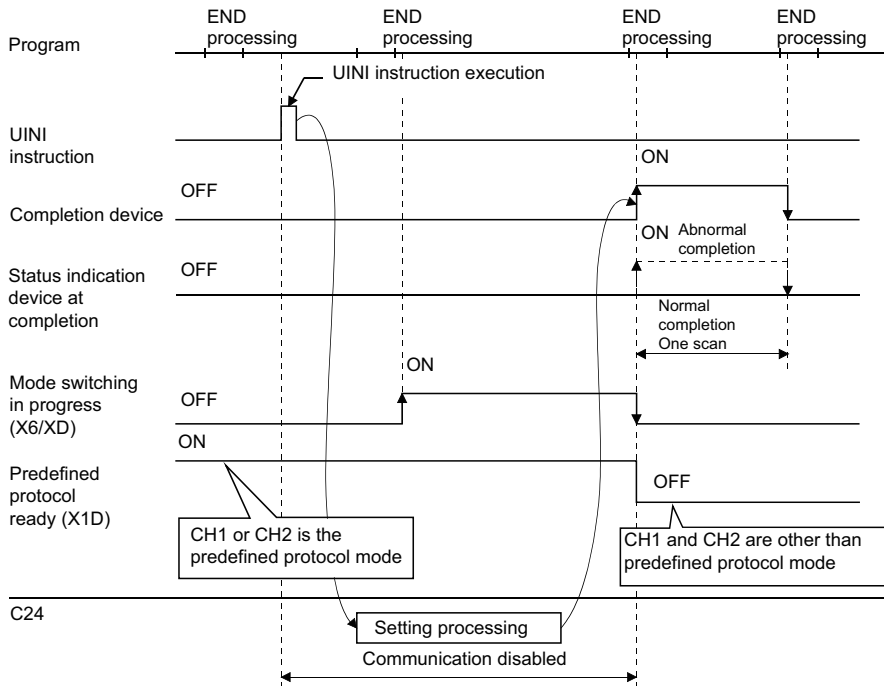 END
processing
END
processing
END
processing
END
processing
Program
UINI instruction execution
UINI
instruction
ON
OFF
Completion device
ON
Abnormal
completion
OFF
Status indication
device at
completion
Normal
completion
One scan
ON
Mode switching
in progress
(X6/XD)
OFF
ON
Predefined
protocol
ready (X1D)
OFF
CH1 or CH2 is the
predefined protocol mode
CH1 and CH2 are other than
predefined protocol mode
C24
Setting processing
Communication disabled